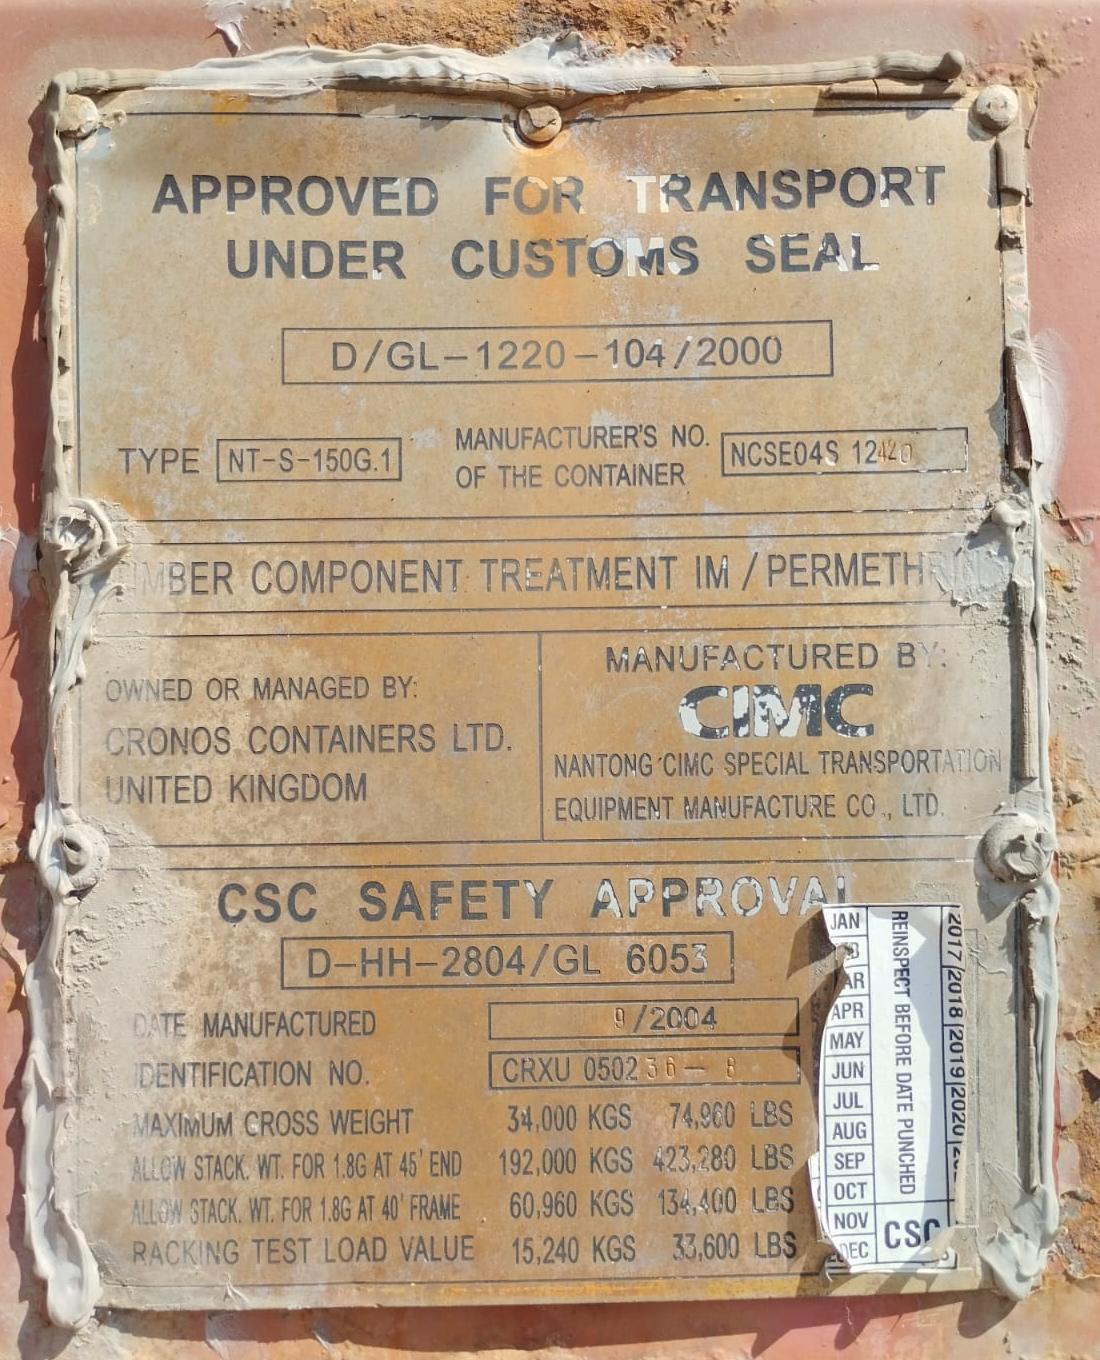 APPROVED FOR TRANSPORT
UNDER CUSTOMS SEAL
D/GL-1220-104/2000
TYPE NT-S-150G.1
MANUFACTURER'S NO.
OF THE CONTAINER
NCSE04S 12420
COMPONENT TREATMENT IM / PERMETH
OWNED OR MANAGED BY:
CRONOS CONTAINERS LTD.
UNITED KINGDOM
MANUFACTURED BY:
CIMC
NANTONG CIMC SPECIAL TRANSPORTATION
EQUIPMENT MANUFACTURE CO., LTD.
CSC SAFETY APPROVAL
D-HH-2804/GL 6053
DATE MANUFACTURED 9/2004
IDENTIFICATION NO. CRXU 050236-8
MAXIMUM GROSS WEIGHT 34,000 KGS 74,960 LBS
ALLOW STACK. WT. FOR 1.8G AT 45' END 192,000 KGS 423,280 LBS
ALLOW STACK. WT. FOR 1.8G AT 40' FRAME 60,960 KGS 134,400 LBS
RACKING TEST LOAD VALUE 15,240 KGS 33,600 LBS
JAN
APR
MAY
JUN
JUL
AUG
SEP
OCT
NOV
DEC
REINSPECT BEFORE DATE PUNCHED
CSC
2017 2018 2019 2020